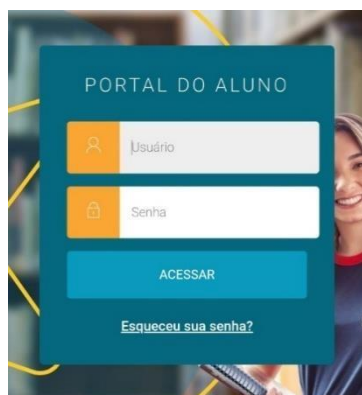 PORTAL DO ALUNO
Usuário
Senha
ACESSAR
Esqueceu sua senha?